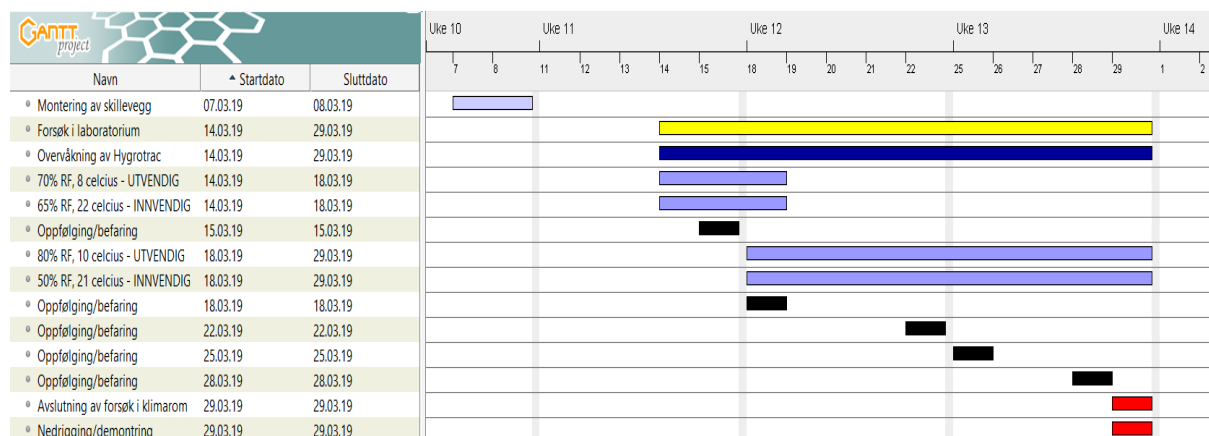 GANTT
project
Navn Startdato Sluttdato
Uke 10 Uke 11 Uke 12 Uke 13 Uke 14
7 8 11 12 13 14 15 18 19 20 21 22 25 26 27 28 29 1 2
Montering av skillevegg 07.03.19 08.03.19
Forsøk i laboratorium 14.03.19 29.03.19
Overvåkning av Hygrotrac 14.03.19 29.03.19
70% RF, 8 celcius - UTVENDIG 14.03.19 18.03.19
65% RF, 22 celcius - INNVENDIG 14.03.19 18.03.19
Oppfølging/befaring 15.03.19 15.03.19
80% RF, 10 celcius - UTVENDIG 18.03.19 29.03.19
50% RF, 21 celcius - INNVENDIG 18.03.19 29.03.19
Oppfølging/befaring 18.03.19 18.03.19
Oppfølging/befaring 22.03.19 22.03.19
Oppfølging/befaring 25.03.19 25.03.19
Oppfølging/befaring 28.03.19 28.03.19
Avslutning av forsøk i klimarom 29.03.19 29.03.19
Nedrigging/demontring 29.03.19 29.03.19